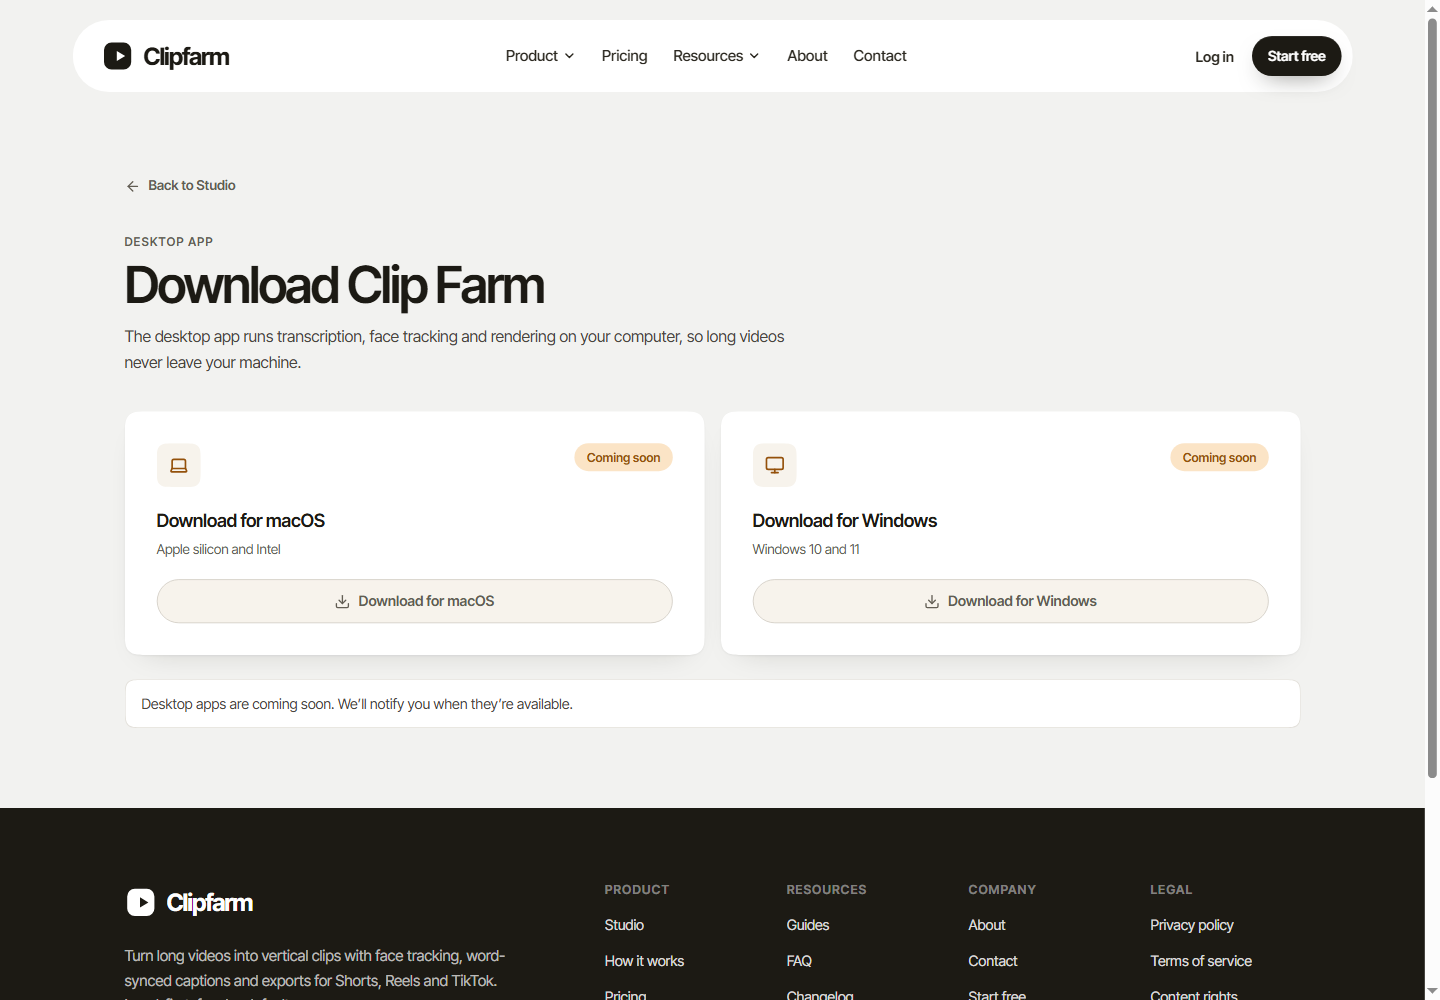 Clipfarm
Product
Pricing
Resources
About
Contact
Log in
Start free
Back to Studio
DESKTOP APP
Download Clip Farm
The desktop app runs transcription, face tracking and rendering on your computer, so long videos
never leave your machine.
Coming soon
Download for macOS
Apple silicon and Intel
Download for macOS
Coming soon
Download for Windows
Windows 10 and 11
Download for Windows
Desktop apps are coming soon. We’ll notify you when they’re available.
Clipfarm
Turn long videos into vertical clips with face tracking, word-
synced captions and exports for Shorts, Reels and TikTok.
PRODUCT
Studio
How it works
Pricing
RESOURCES
Guides
FAQ
Changelog
COMPANY
About
Contact
Start free
LEGAL
Privacy policy
Terms of service
Content rights